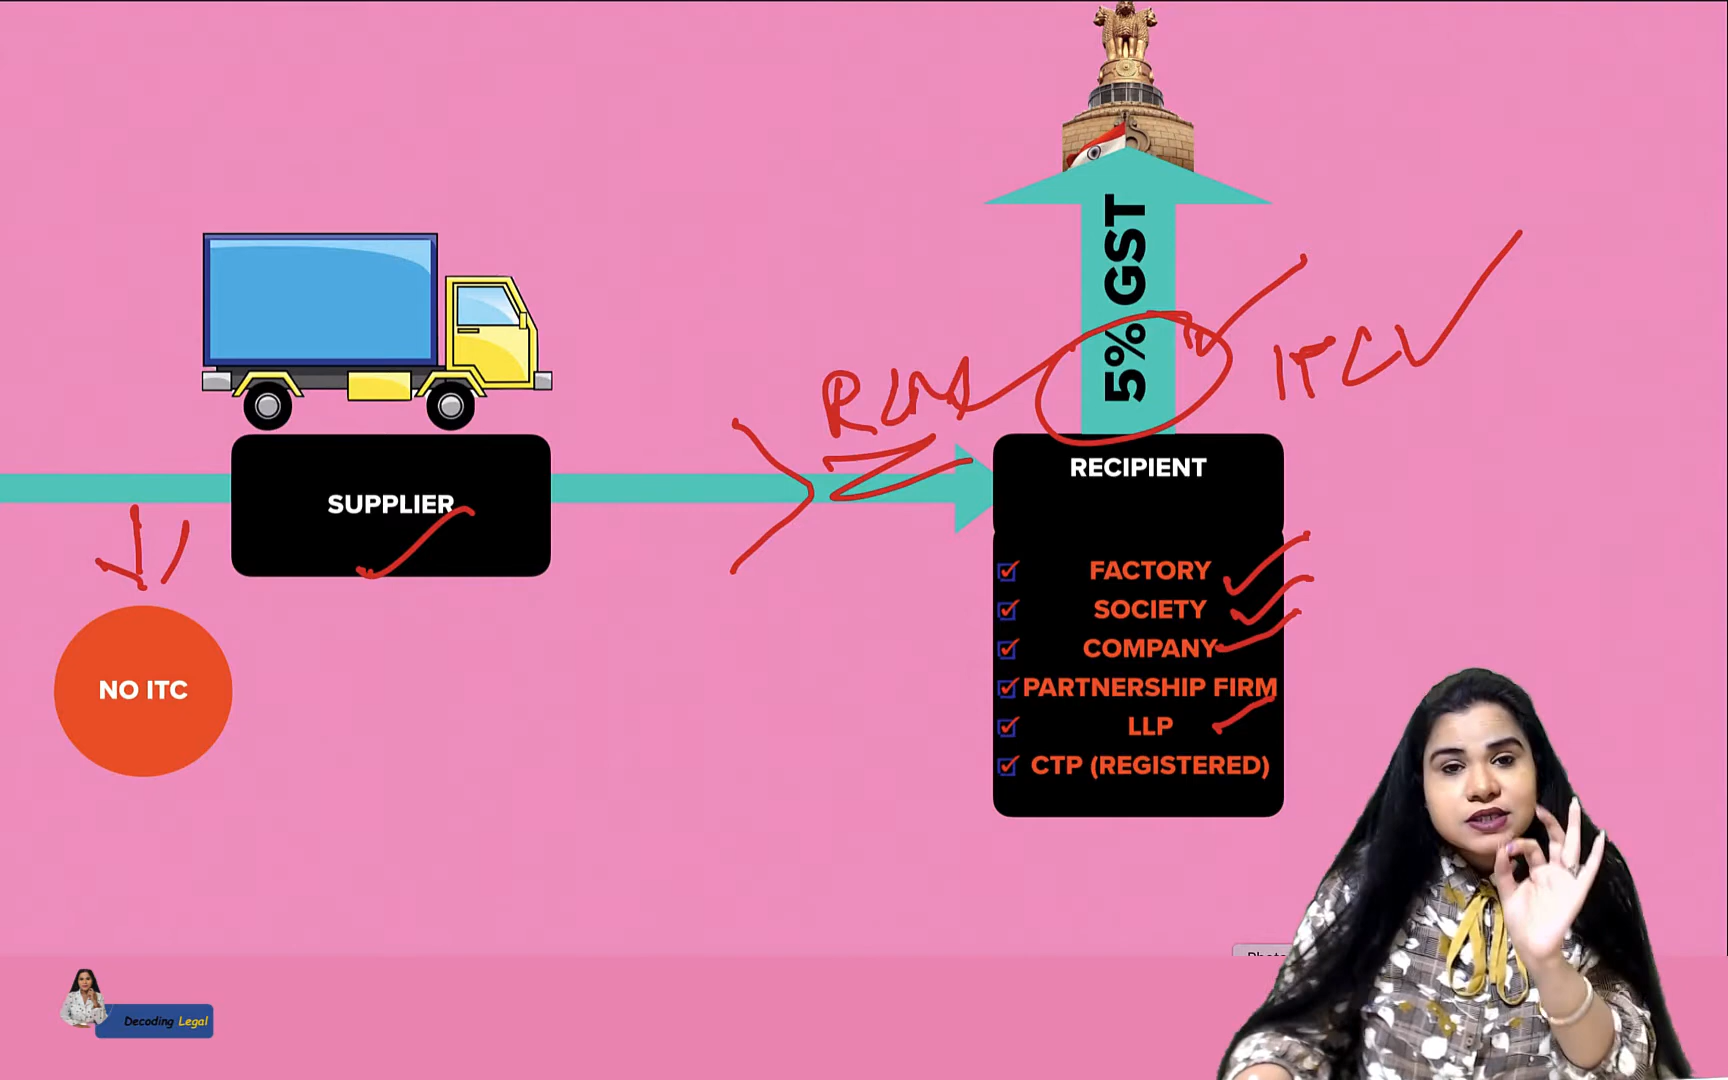 5% GST
RCM
ITC
RECIPIENT
SUPPLIER
FACTORY
SOCIETY
COMPANY
PARTNERSHIP FIRM
LLP
CTP (REGISTERED)
NO ITC
Decoding Legal